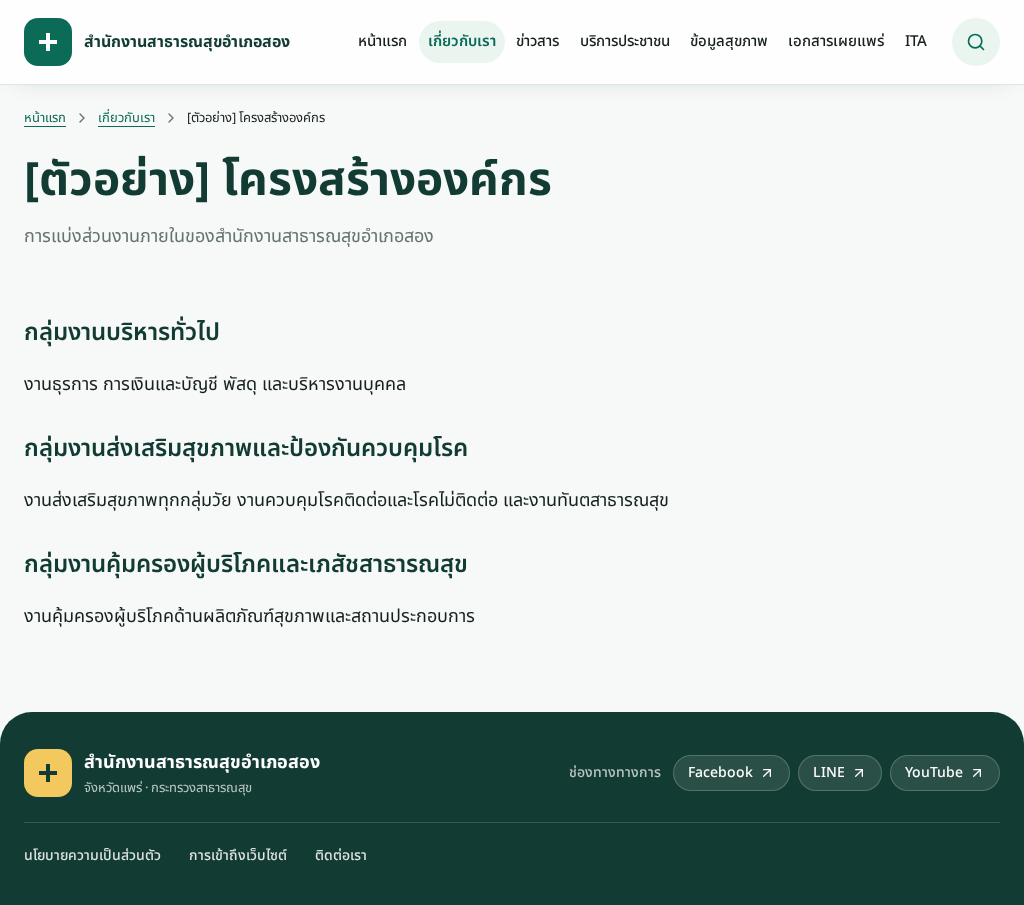 สำนักงานสาธารณสุขอำเภอสอง
หน้าแรก เกี่ยวกับเรา ข่าวสาร บริการประชาชน ข้อมูลสุขภาพ เอกสารเผยแพร่ ITA
หน้าแรก > เกี่ยวกับเรา > [ตัวอย่าง] โครงสร้างองค์กร
[ตัวอย่าง] โครงสร้างองค์กร
การแบ่งส่วนงานภายในของสำนักงานสาธารณสุขอำเภอสอง
กลุ่มงานบริหารทั่วไป
งานธุรการ การเงินและบัญชี พัสดุ และบริหารงานบุคคล
กลุ่มงานส่งเสริมสุขภาพและป้องกันควบคุมโรค
งานส่งเสริมสุขภาพทุกกลุ่มวัย งานควบคุมโรคติดต่อและโรคไม่ติดต่อ และงานทันตสาธารณสุข
กลุ่มงานคุ้มครองผู้บริโภคและเภสัชสาธารณสุข
งานคุ้มครองผู้บริโภคด้านผลิตภัณฑ์สุขภาพและสถานประกอบการ
สำนักงานสาธารณสุขอำเภอสอง
จังหวัดแพร่ · กระทรวงสาธารณสุข
ช่องทางทางการ Facebook LINE YouTube
นโยบายความเป็นส่วนตัว การเข้าถึงเว็บไซต์ ติดต่อเรา